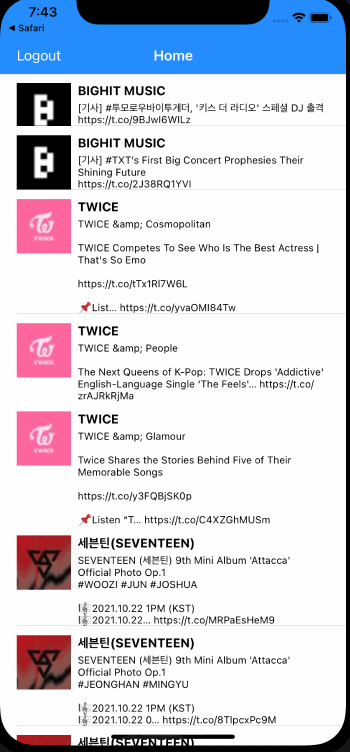 7:43
◀ Safari
Logout
Home
BIGHIT MUSIC
[기사] #투모로우바이투게더, '키스 더 라디오' 스페셜 DJ 출격
https://t.co/9BJwI6WILz
BIGHIT MUSIC
[기사] #TXT's First Big Concert Prophesies Their
Shining Future
https://t.co/2J38RQ1YVl
TWICE
TWICE
TWICE &amp; Cosmopolitan
TWICE Competes To See Who Is The Best Actress |
That's So Emo
https://t.co/tTx1Rl7W6L
📌List... https://t.co/yvaOMI84Tw
TWICE
TWICE
TWICE &amp; People
The Next Queens of K-Pop: TWICE Drops 'Addictive'
English-Language Single 'The Feels'... https://t.co/
zrAJRkRjMa
TWICE
TWICE
TWICE &amp; Glamour
Twice Shares the Stories Behind Five of Their
Memorable Songs
https://t.co/y3FQBjSK0p
📌Listen “T... https://t.co/C4XZGhMUSm
세븐틴(SEVENTEEN)
SEVENTEEN (세븐틴) 9th Mini Album 'Attacca'
Official Photo Op.1
#WOOZI #JUN #JOSHUA
2021.10.22 1PM (KST)
2021.10.22... https://t.co/MRPaEsHeM9
세븐틴(SEVENTEEN)
SEVENTEEN (세븐틴) 9th Mini Album 'Attacca'
Official Photo Op.1
#JEONGHAN #MINGYU
2021.10.22 1PM (KST)
2021.10.22 0... https://t.co/8TlpcxPc9M
세븐틴(SEVENTEEN)